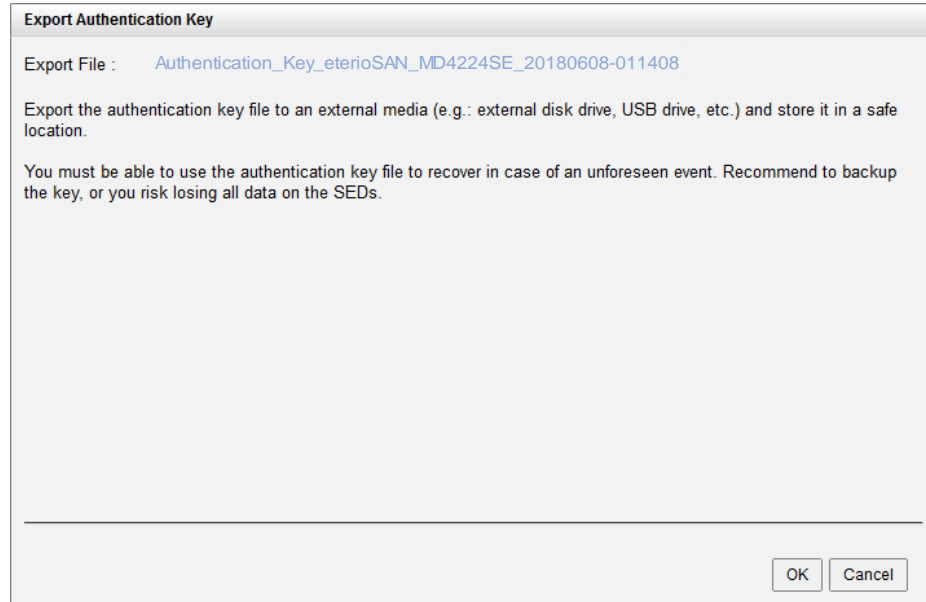 Export Authentication Key
Export File : Authentication_Key_eterioSAN_MD4224SE_20180608-011408
Export the authentication key file to an external media (e.g.: external disk drive, USB drive, etc.) and store it in a safe
location.
You must be able to use the authentication key file to recover in case of an unforeseen event. Recommend to backup
the key, or you risk losing all data on the SEDs.
OK Cancel